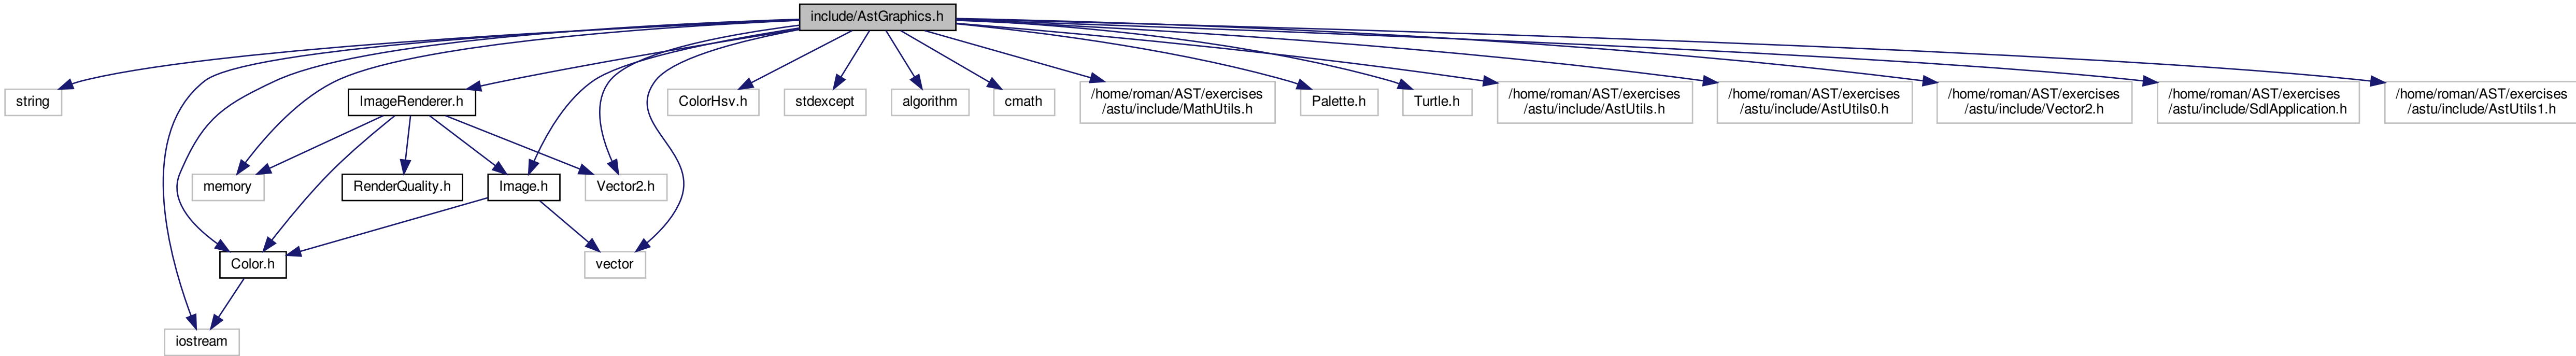 include/AstGraphics.h
string
ImageRenderer.h
ColorHsv.h
stdexcept
algorithm
cmath
/home/roman/AST/exercises
/astu/include/MathUtils.h
Palette.h
Turtle.h
/home/roman/AST/exercises
/astu/include/AstUtils.h
/home/roman/AST/exercises
/astu/include/AstUtils0.h
/home/roman/AST/exercises
/astu/include/Vector2.h
/home/roman/AST/exercises
/astu/include/SdlApplication.h
/home/roman/AST/exercises
/astu/include/AstUtils1.h
memory
RenderQuality.h
Image.h
Vector2.h
Color.h
vector
iostream